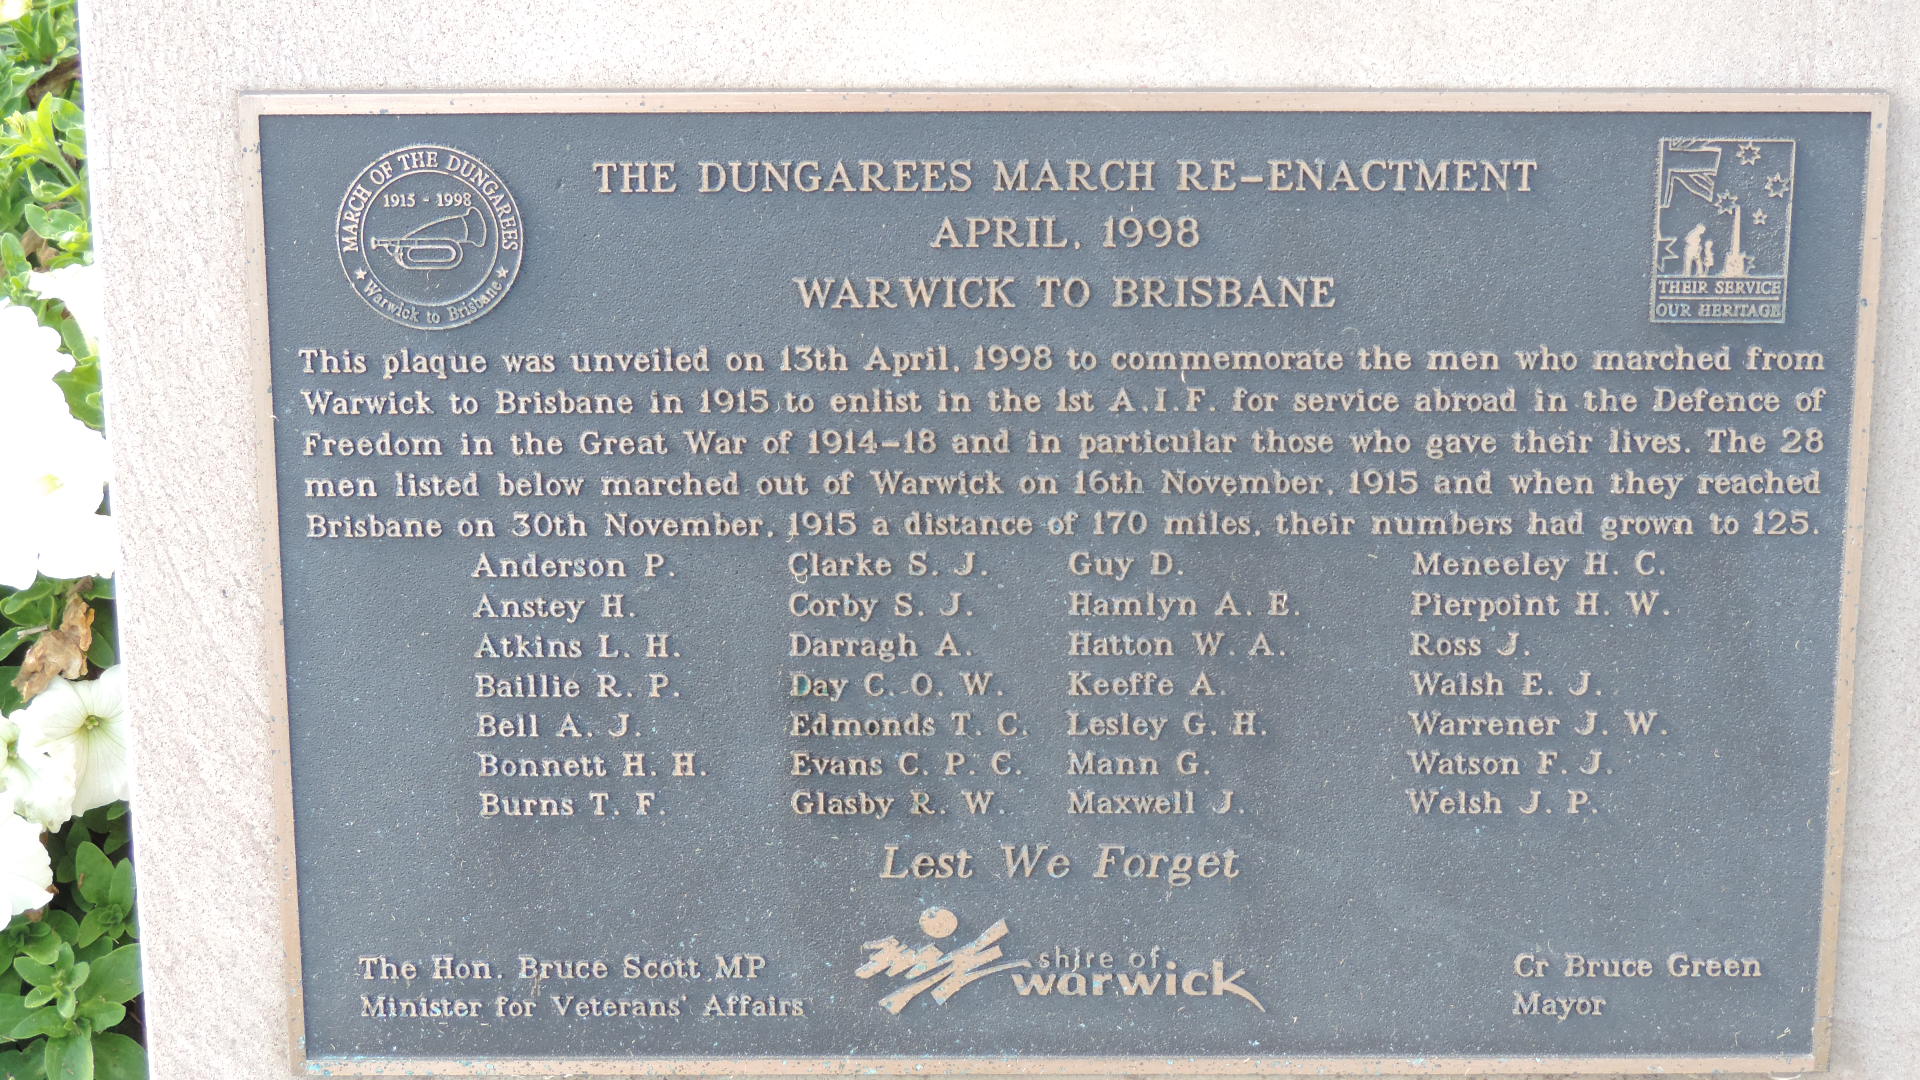 MARCH OF THE DUNGAREES
1915 - 1998
Warwick to Brisbane
THE DUNGAREES MARCH RE-ENACTMENT
APRIL, 1998
WARWICK TO BRISBANE
THEIR SERVICE
OUR HERITAGE
This plaque was unveiled on 13th April, 1998 to commemorate the men who marched from
Warwick to Brisbane in 1915 to enlist in the 1st A.I.F. for service abroad in the Defence of
Freedom in the Great War of 1914-18 and in particular those who gave their lives. The 28
men listed below marched out of Warwick on 16th November, 1915 and when they reached
Brisbane on 30th November, 1915 a distance of 170 miles, their numbers had grown to 125.
Anderson P. Clarke S. J. Guy D. Meneeley H. C.
Anstey H. Corby S. J. Hamlyn A. E. Pierpoint H. W.
Atkins L. H. Darragh A. Hatton W. A. Ross J.
Baillie R. P. Day C. O. W. Keeffe A. Walsh E. J.
Bell A. J. Edmonds T. C. Lesley G. H. Warrener J. W.
Bonnett H. H. Evans C. P. C. Mann G. Watson F. J.
Burns T. F. Glasby R. W. Maxwell J. Welsh J. P.
Lest We Forget
The Hon. Bruce Scott MP
Minister for Veterans' Affairs
shire of
warwick
Cr Bruce Green
Mayor